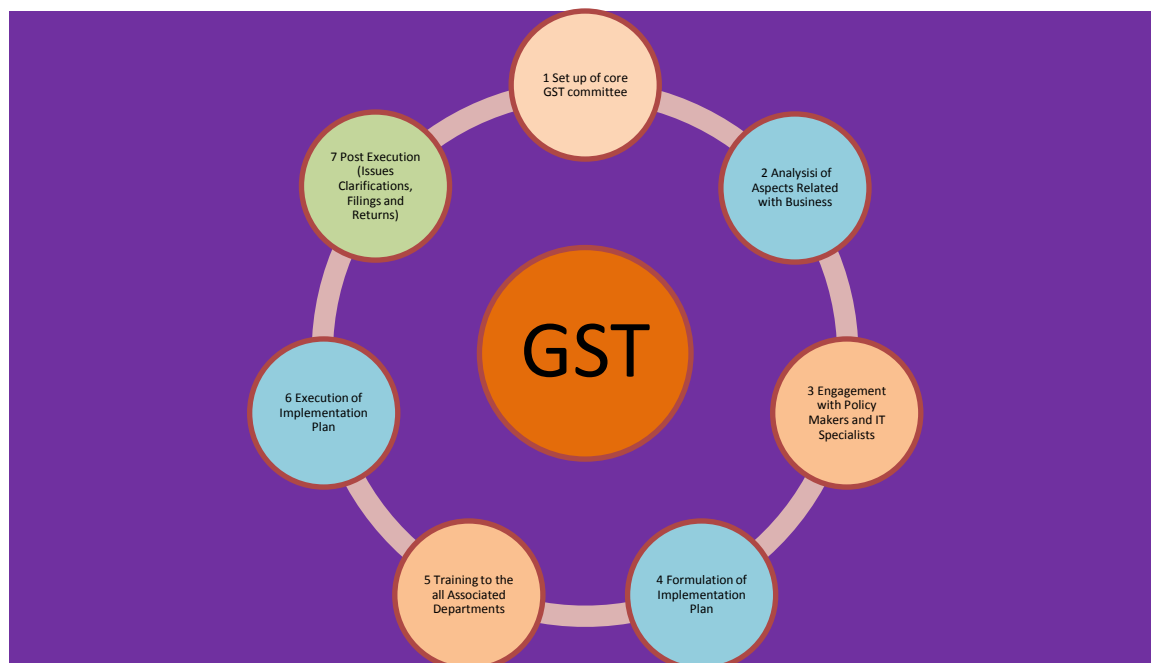 1 Set up of core
GST committee
2 Analysisi of
Aspects Related
with Business
3 Engagement
with Policy
Makers and IT
Specialists
4 Formulation of
Implementation
Plan
5 Training to the
all Associated
Departments
6 Execution of
Implementation
Plan
7 Post Execution
(Issues
Clarifications,
Filings and
Returns)
GST